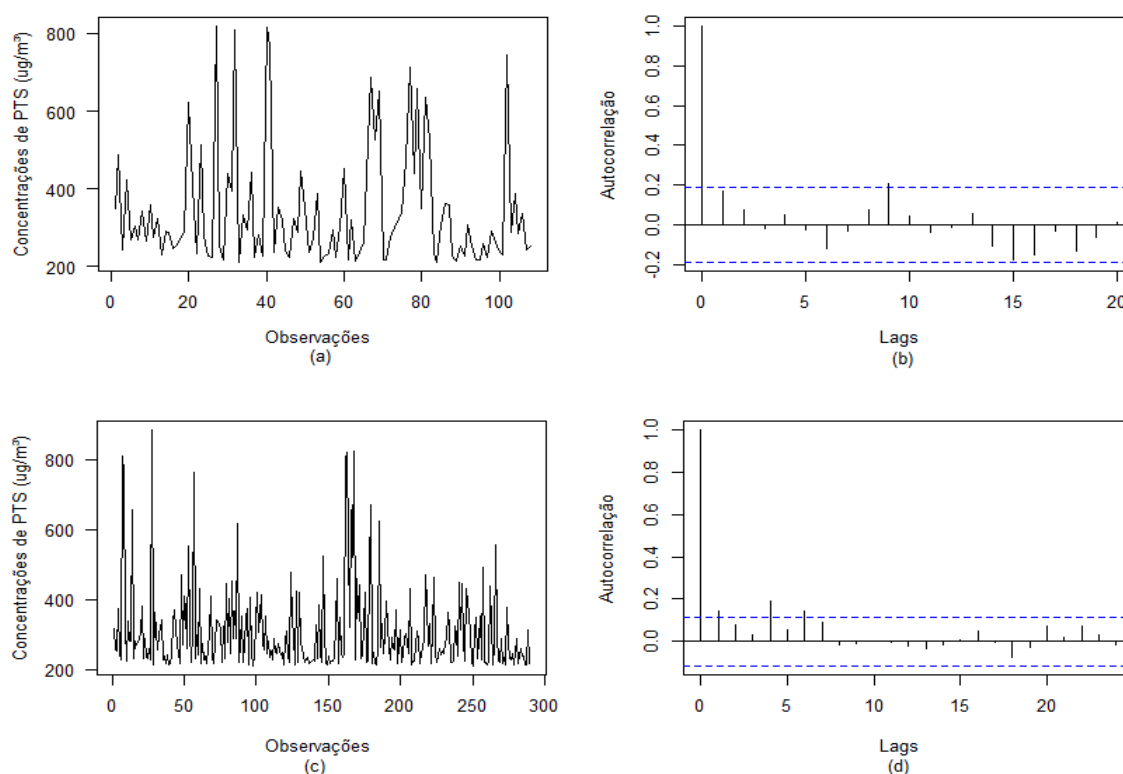 Concentrações de PTS (ug/m³)
800
600
400
200
0 20 40 60 80 100
Observações
(a)
Autocorrelação
1.0
0.8
0.6
0.4
0.2
0.0
-0.2
0 5 10 15 20
Lags
(b)
Concentrações de PTS (ug/m³)
800
600
400
200
0 50 100 150 200 250 300
Observações
(c)
Autocorrelação
1.0
0.8
0.6
0.4
0.2
0.0
0 5 10 15 20
Lags
(d)